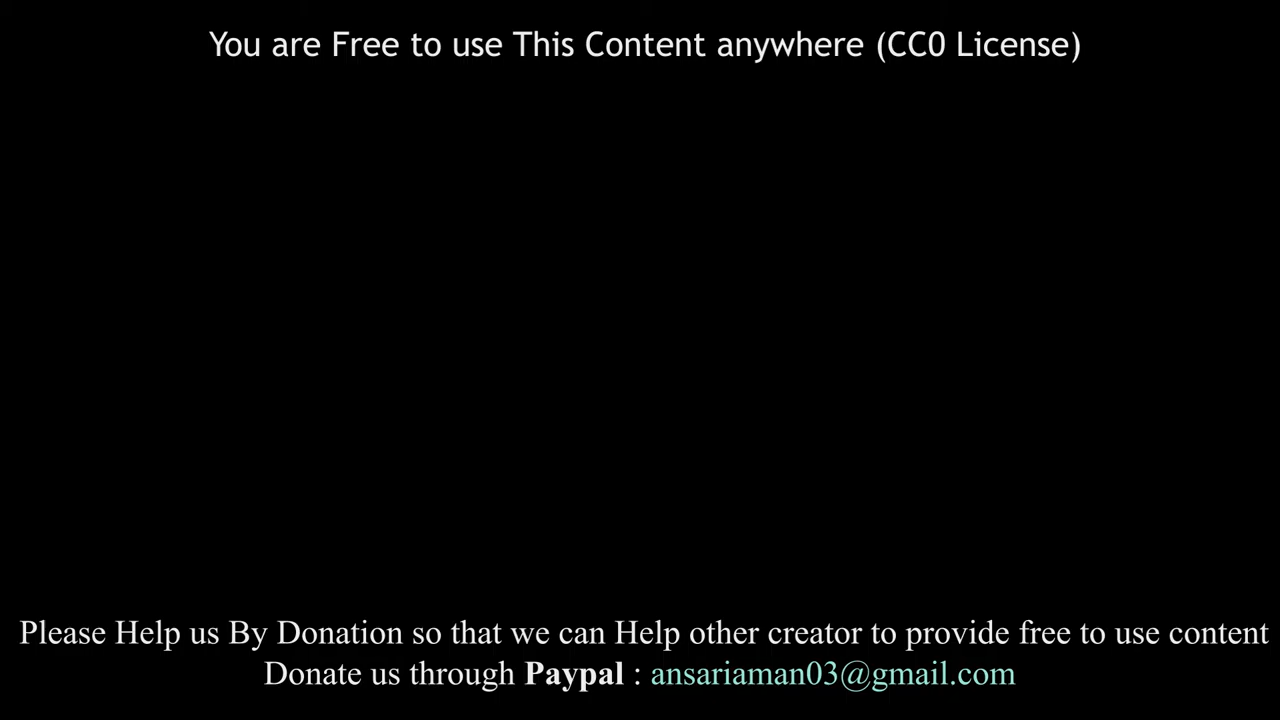 You are Free to use This Content anywhere (CC0 License)
Please Help us By Donation so that we can Help other creator to provide free to use content
Donate us through Paypal : ansariaman03@gmail.com